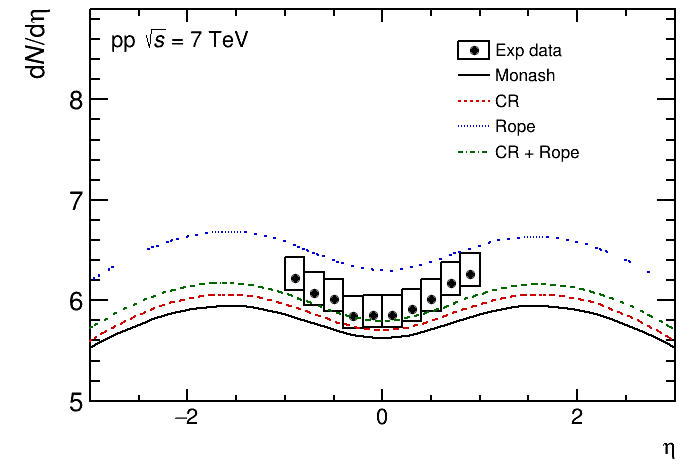 dN/dη
pp √s = 7 TeV
Exp data
Monash
CR
Rope
CR + Rope
8
7
6
5
−2
0
2
η